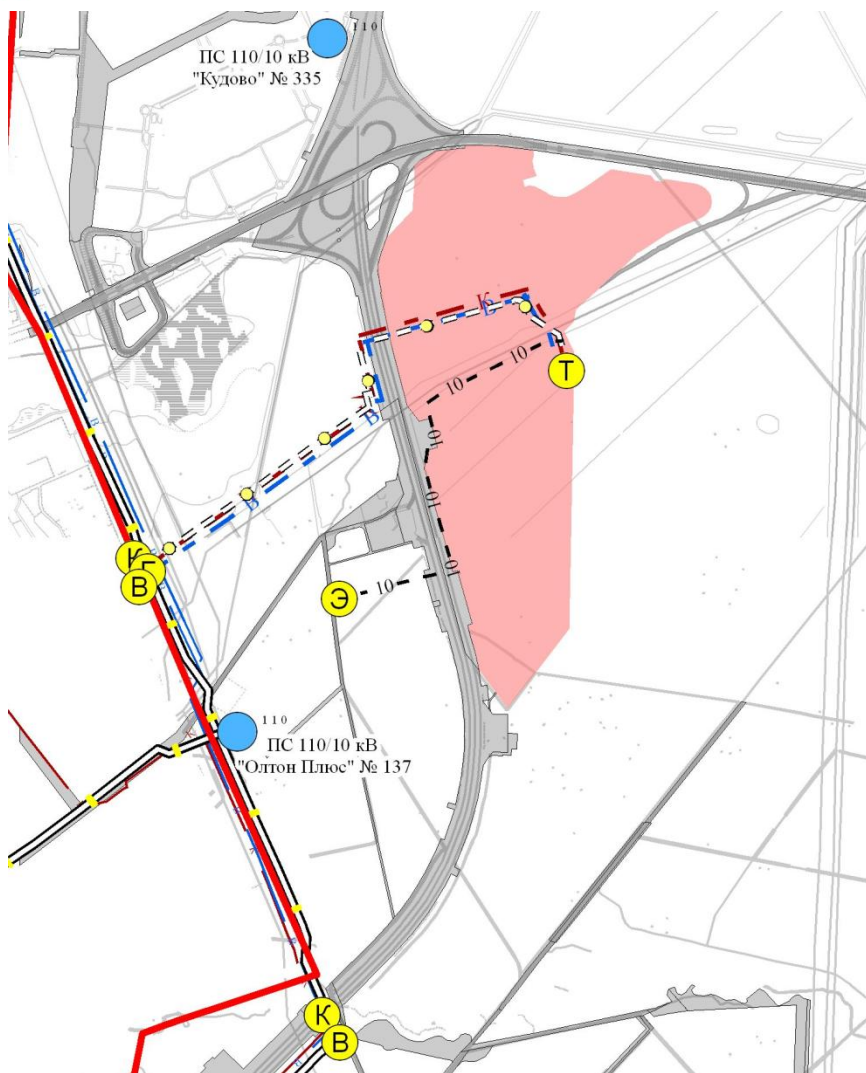 110
ПС 110/10 кВ
"Кудово" № 335
К
В
10
10
Т
10
В
10
В
10
10
К
Г
В
Э
110
ПС 110/10 кВ
"Олтон Плюс" № 137
К
В